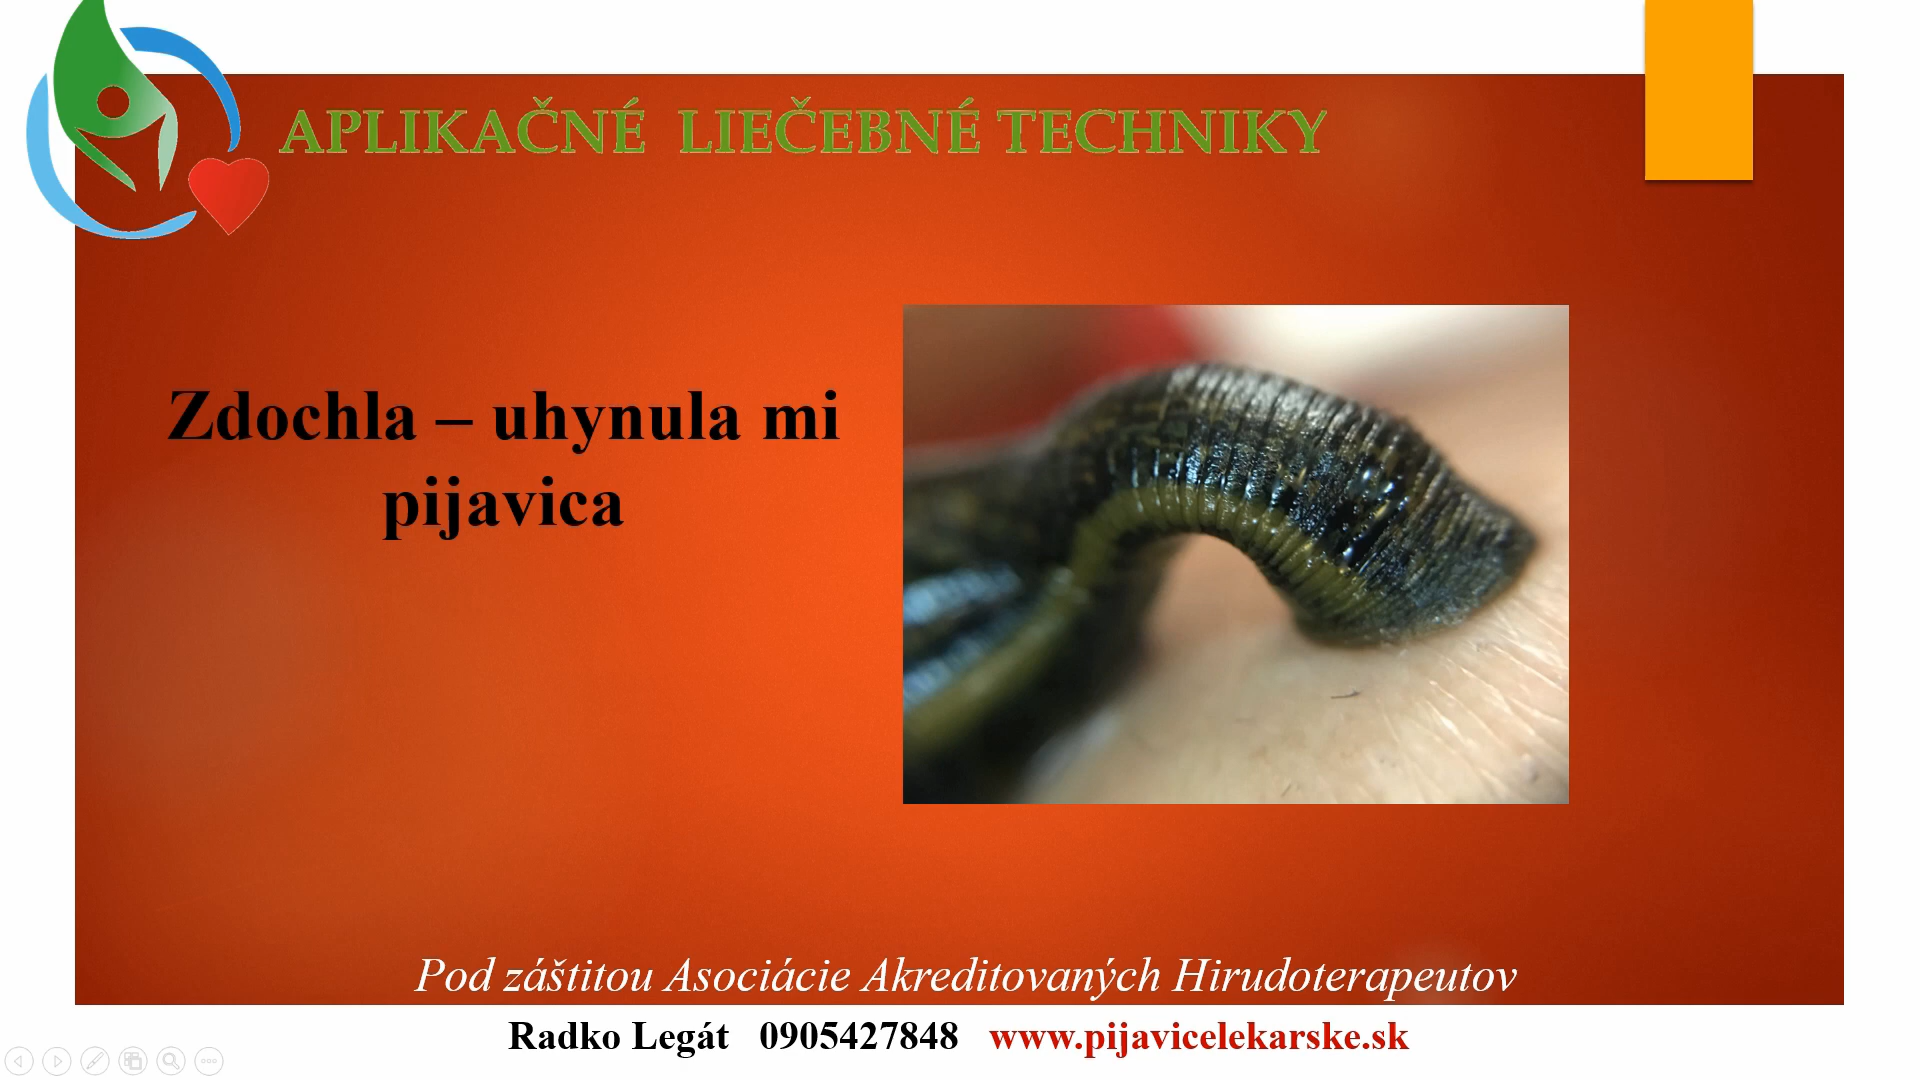 APLIKAČNÉ LIEČEBNÉ TECHNIKY
Zdochla – uhynula mi
pijavica
Pod záštitou Asociácie Akreditovaných Hirudoterapeutov
Radko Legát 0905427848 www.pijavicelekarske.sk